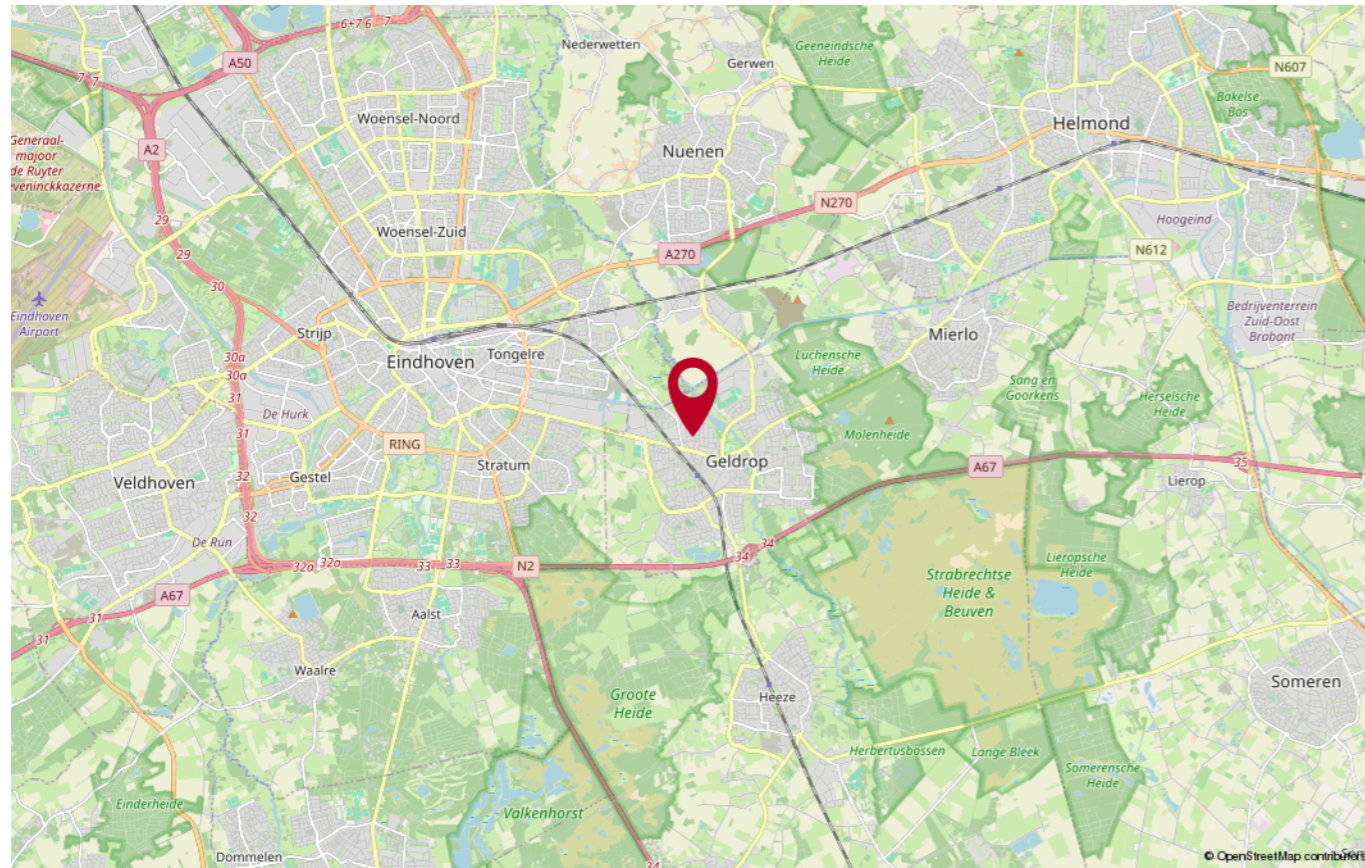 6+7 6
7
Nederwetten
Geeneindsche
Heide
Gerwen
A50
N607
7
7
Bakelse
Bos
Woensel-Noord
Helmond
Generaal-
majoor
de Ruyter
eveninckkazerne
A2
Nuenen
N270
29
Hoogeind
Woensel-Zuid
29
A270
N612
30
Eindhoven
Airport
Bedrijventerrein
Zuid-Oost
Brabant
Strijp
Mierlo
30a
Eindhoven
Tongelre
Luchensche
Heide
30a
31
Sang en
Goorkens
Herselsche
Heide
De Hurk
31
RING
Molenheide
Stratum
Geldrop
A67
35
Veldhoven
32
Gestel
Lierop
32
De Run
34
34
32a
32a
33
33
N2
Lieropsche
Heide
Strabrechtse
Heide &
Beuven
A67
31
Aalst
31
Waalre
Groote
Heide
Heeze
Someren
Herbertusbossen
Lange Bleek
Somerensche
Heide
Einderheide
Valkenhorst
Dommelen
34
© OpenStreetMap contributers